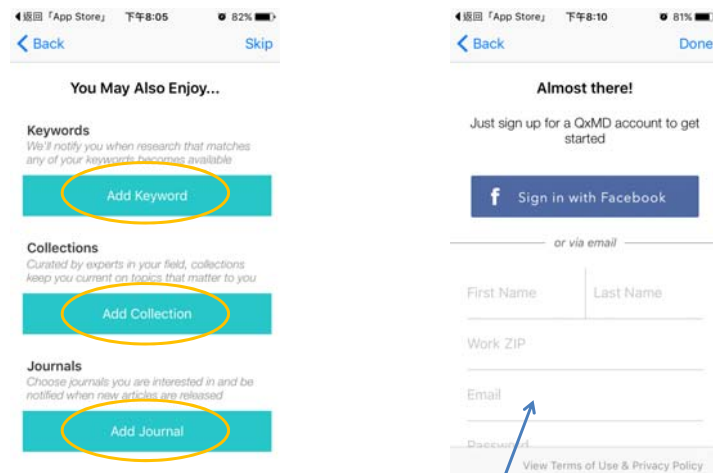 返回「App Store」 下午8:05 82%
Back Skip
You May Also Enjoy...
Keywords
We'll notify you when research that matches
any of your keywords becomes available
Add Keyword
Collections
Curated by experts in your field, collections
keep you current on topics that matter to you
Add Collection
Journals
Choose journals you are interested in and be
notified when new articles are released
Add Journal
返回「App Store」 下午8:10 81%
Back Done
Almost there!
Just sign up for a QxMD account to get
started
f Sign in with Facebook
or via email
First Name Last Name
Work ZIP
Email
Password
View Terms of Use & Privacy Policy